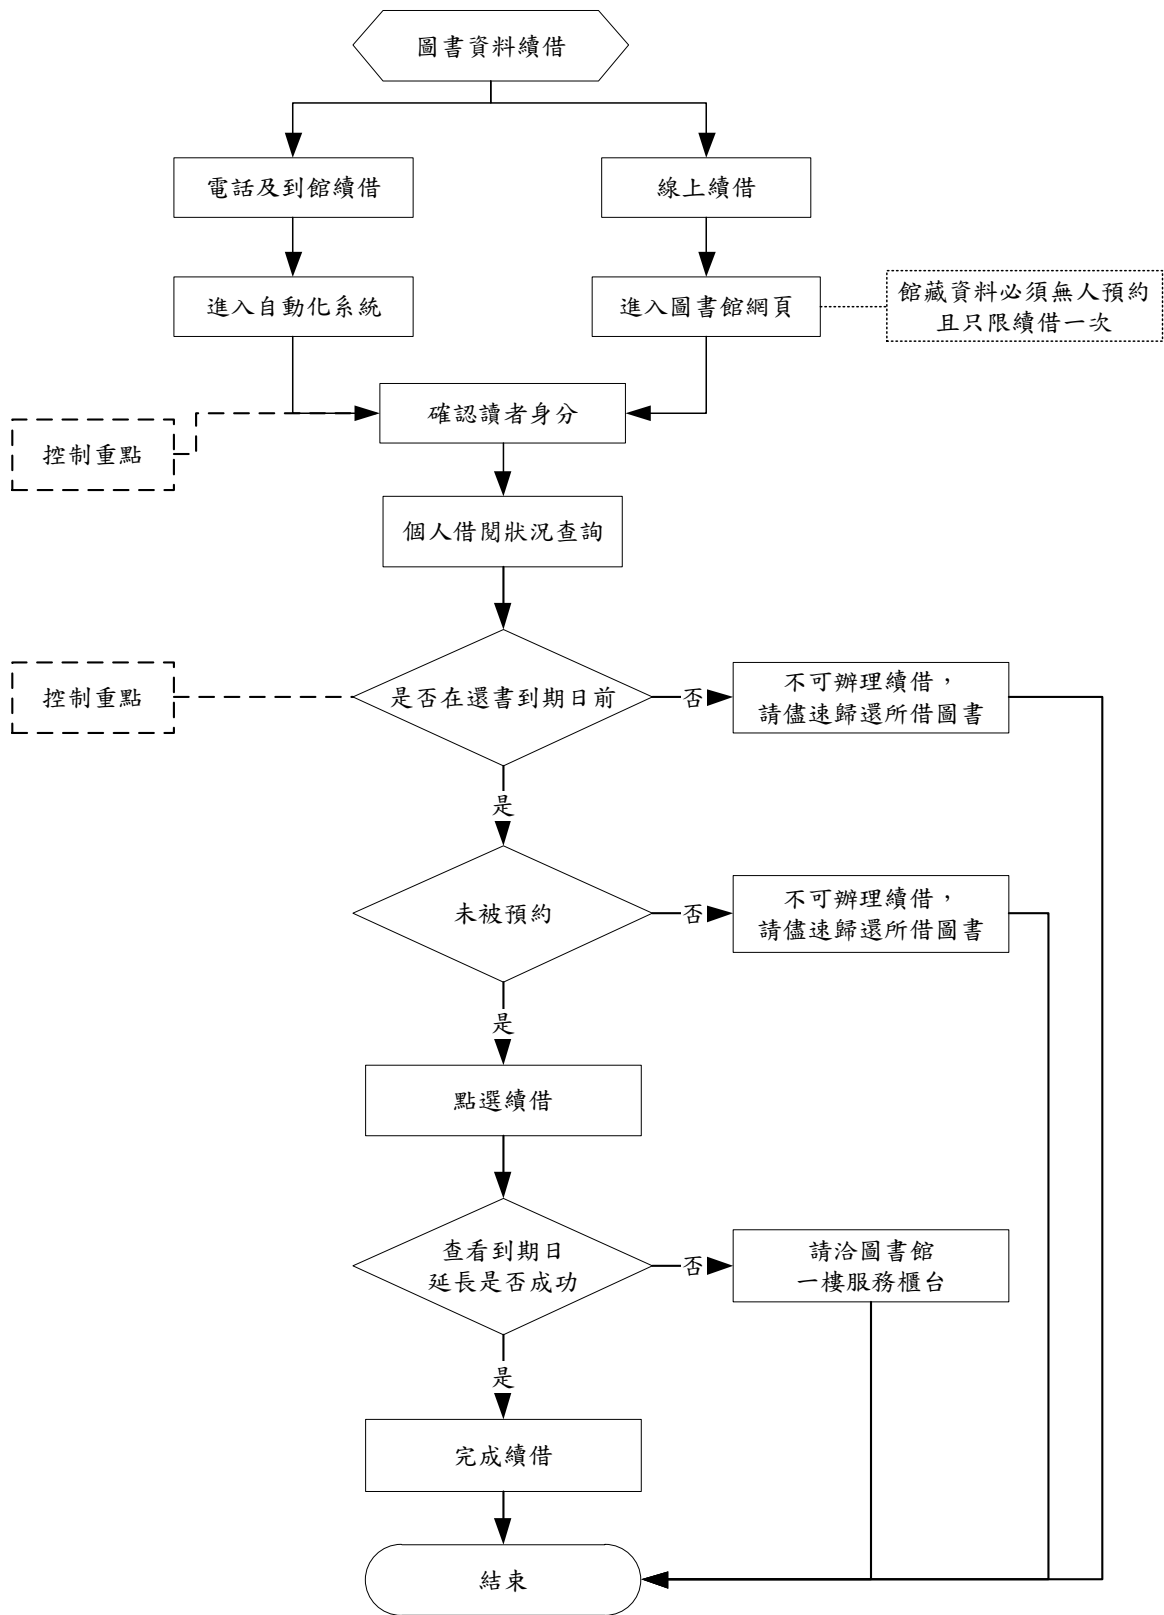 圖書資料續借
電話及到館續借
線上續借
進入自動化系統
進入圖書館網頁
館藏資料必須無人預約
且只限續借一次
確認讀者身分
控制重點
個人借閱狀況查詢
控制重點
是否在還書到期日前
否
不可辦理續借，
請儘速歸還所借圖書
是
未被預約
否
不可辦理續借，
請儘速歸還所借圖書
是
點選續借
查看到期日
延長是否成功
否
請洽圖書館
一樓服務櫃台
是
完成續借
結束